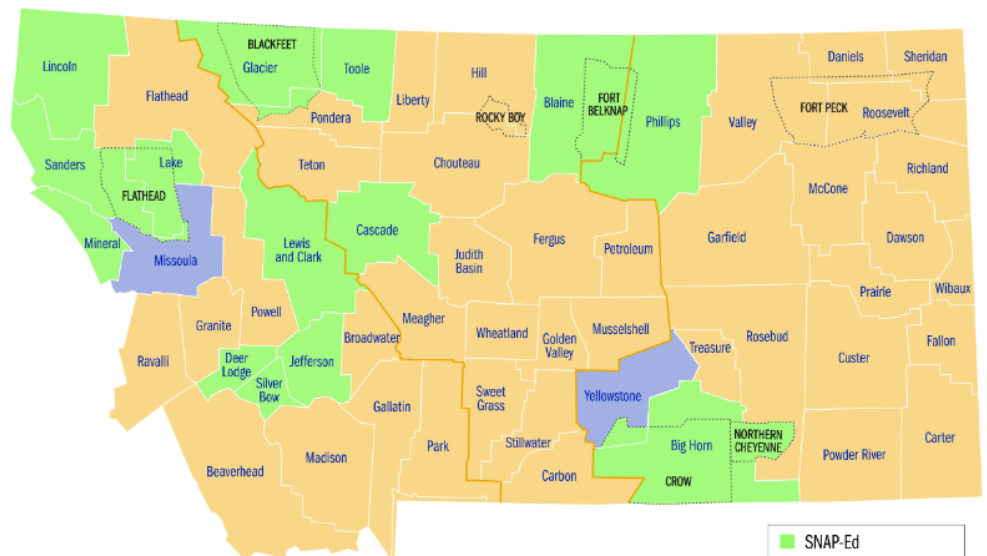 BLACKFEET
Daniels
Sheridan
Lincoln
Glacier
Toole
Hill
Flathead
Liberty
Blaine
FORT
BELKNAP
FORT PECK
Roosevelt
Pondera
ROCKY BOY
Phillips
Valley
Sanders
Lake
Teton
Chouteau
Richland
McCone
FLATHEAD
Mineral
Missoula
Lewis
and Clark
Cascade
Judith
Basin
Fergus
Petroleum
Garfield
Dawson
Prairie
Wibaux
Granite
Powell
Broadwater
Meagher
Wheatland
Golden
Valley
Musselshell
Treasure
Rosebud
Custer
Fallon
Ravalli
Deer
Lodge
Silver
Bow
Jefferson
Gallatin
Sweet
Grass
Yellowstone
Beaverhead
Madison
Park
Stillwater
Carbon
Big Horn
CROW
NORTHERN
CHEYENNE
Powder River
Carter
SNAP-Ed